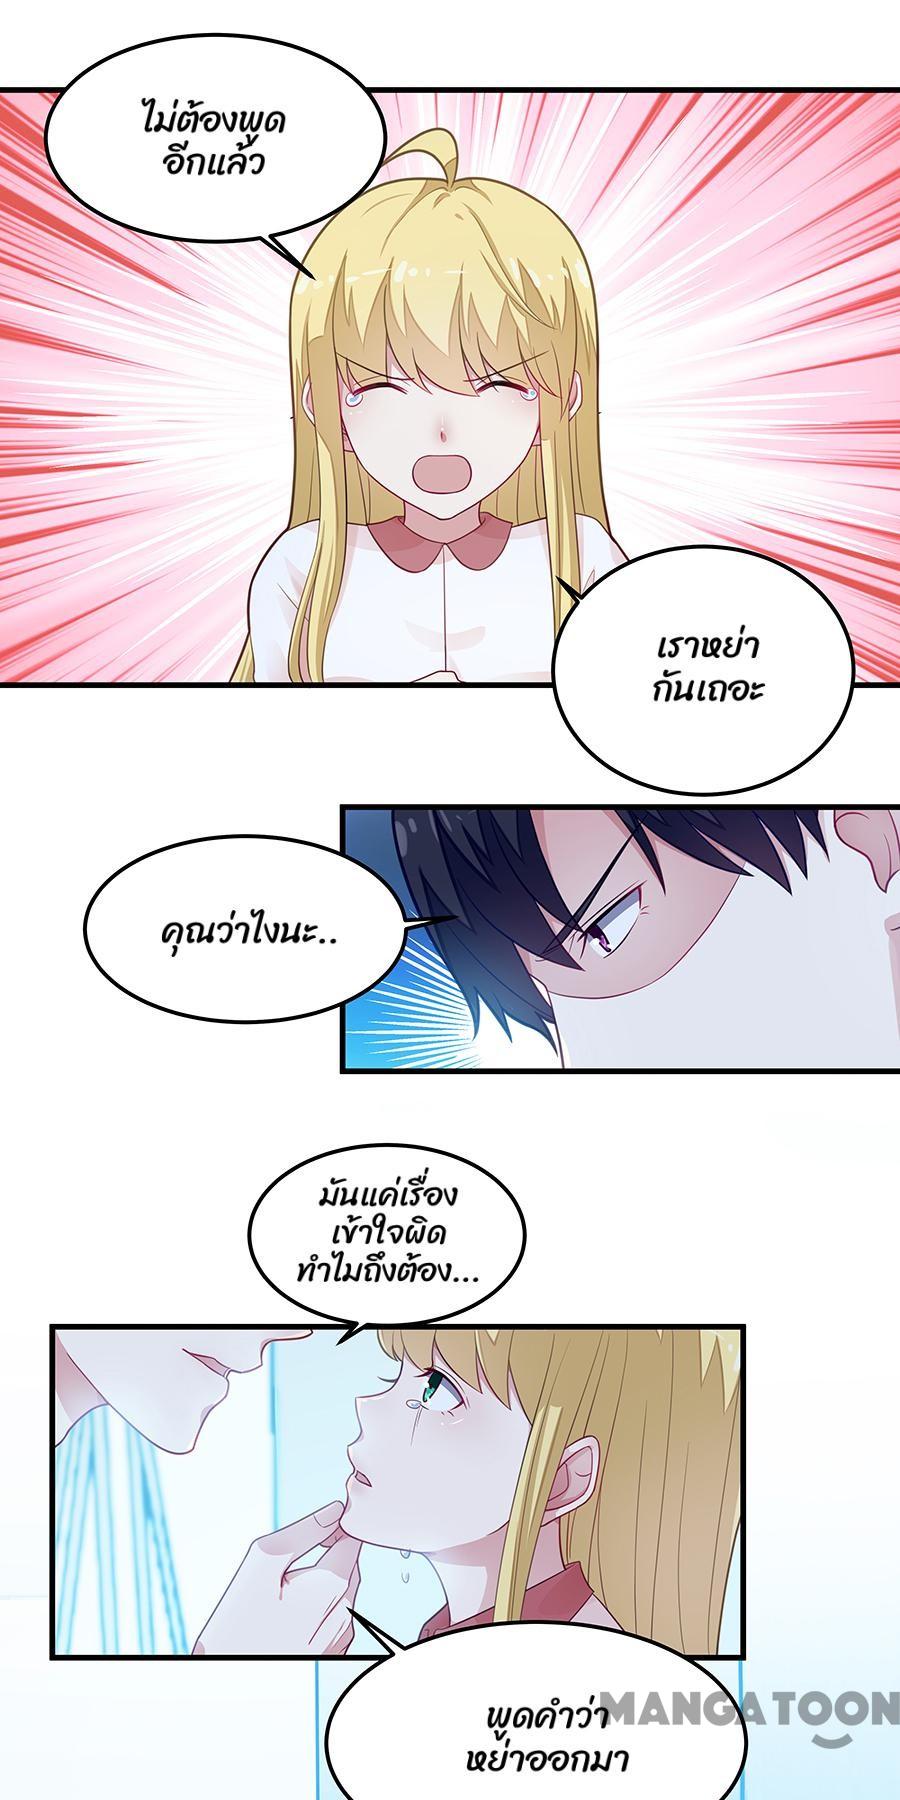 ไม่ต้องพูด
อีกแล้ว
เราหย่า
กันเถอะ
คุณว่าไงนะ..
มันแค่เรื่อง
เข้าใจผิด
ทำไมถึงต้อง...
พูดคำว่า
หย่าออกมา
MANGATOON